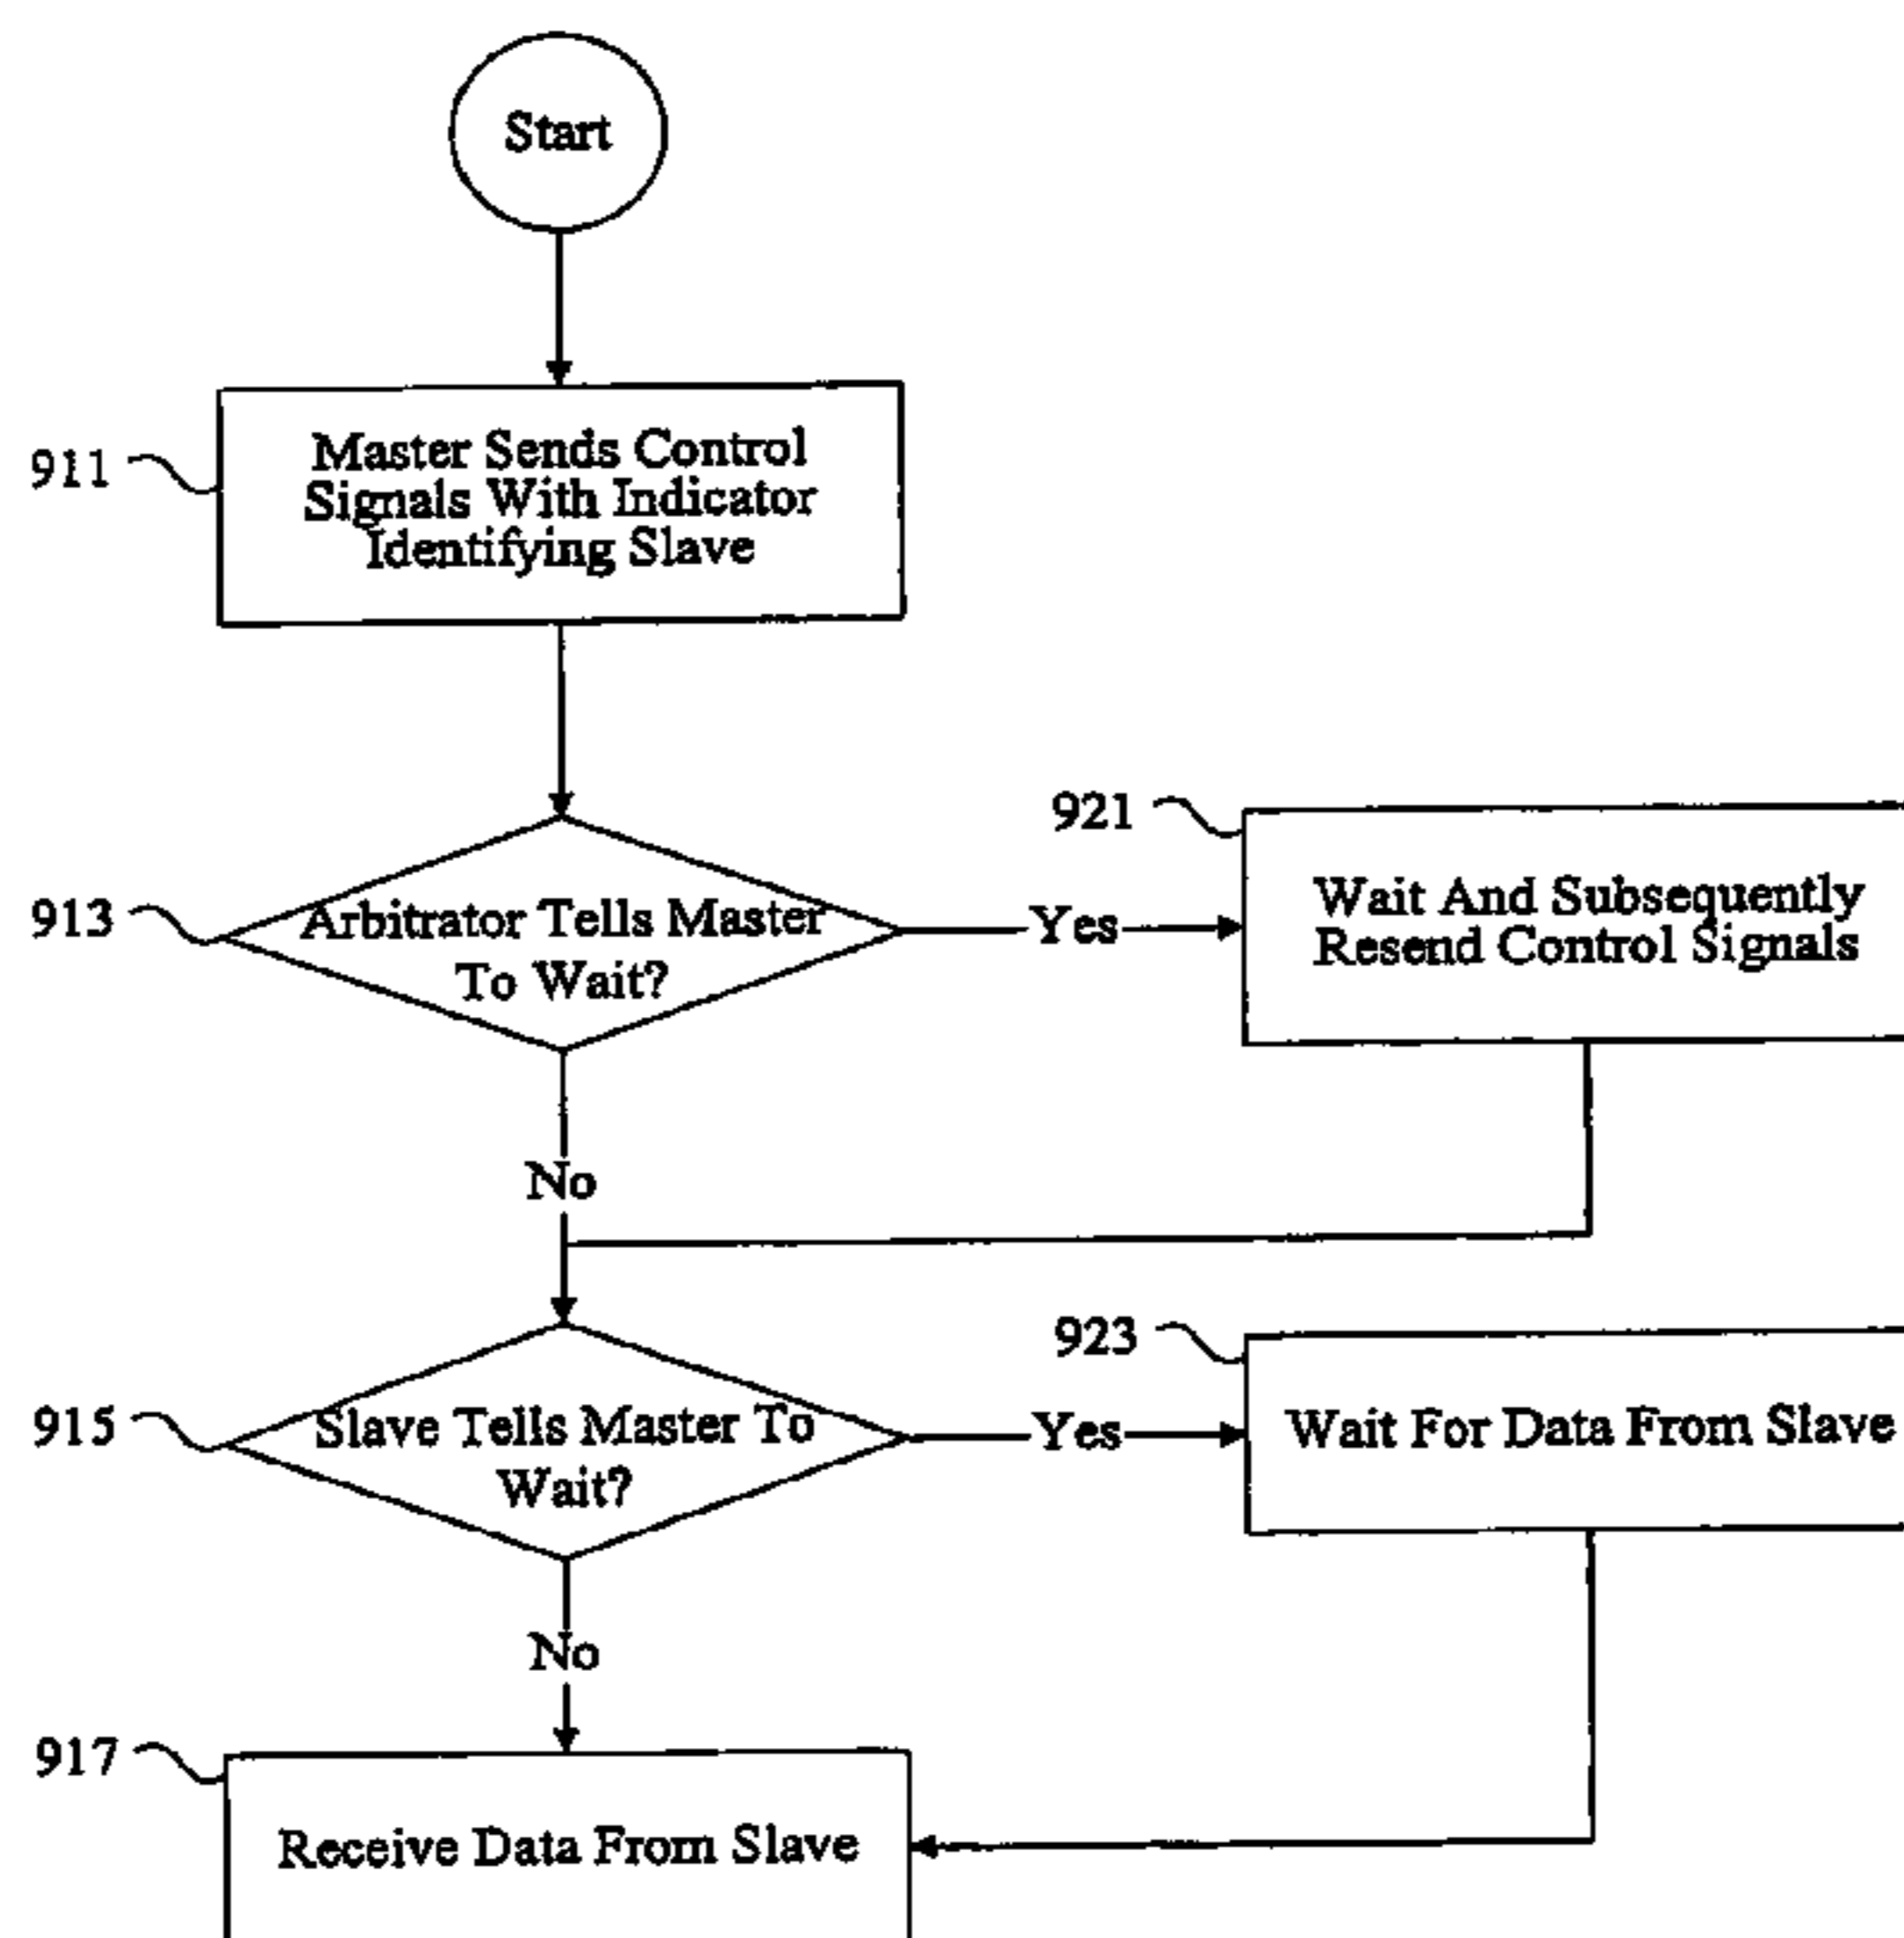 Start
911
Master Sends Control
Signals With Indicator
Identifying Slave
913
Arbitrator Tells Master
To Wait?
Yes
921
Wait And Subsequently
Resend Control Signals
No
915
Slave Tells Master To
Wait?
Yes
923
Wait For Data From Slave
No
917
Receive Data From Slave